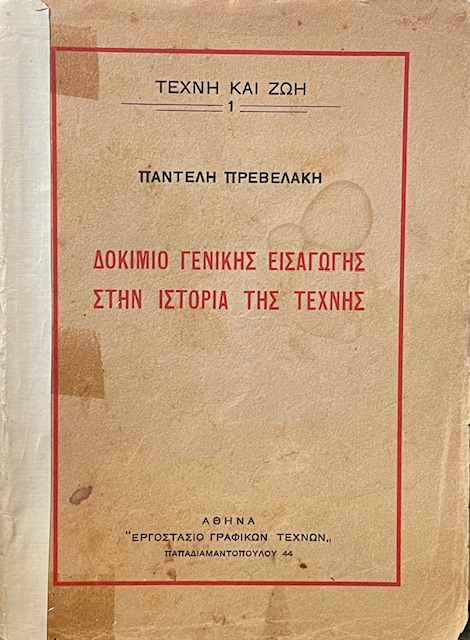 ΤΕΧΝΗ ΚΑΙ ΖΩΗ
1
ΠΑΝΤΕΛΗ ΠΡΕΒΕΛΑΚΗ
ΔΟΚΙΜΙΟ ΓΕΝΙΚΗΣ ΕΙΣΑΓΩΓΗΣ
ΣΤΗΝ ΙΣΤΟΡΙΑ ΤΗΣ ΤΕΧΝΗΣ
ΑΘΗΝΑ
"ΕΡΓΟΣΤΑΣΙΟ ΓΡΑΦΙΚΩΝ ΤΕΧΝΩΝ,,
ΠΑΠΑΔΙΑΜΑΝΤΟΠΟΥΛΟΥ 44